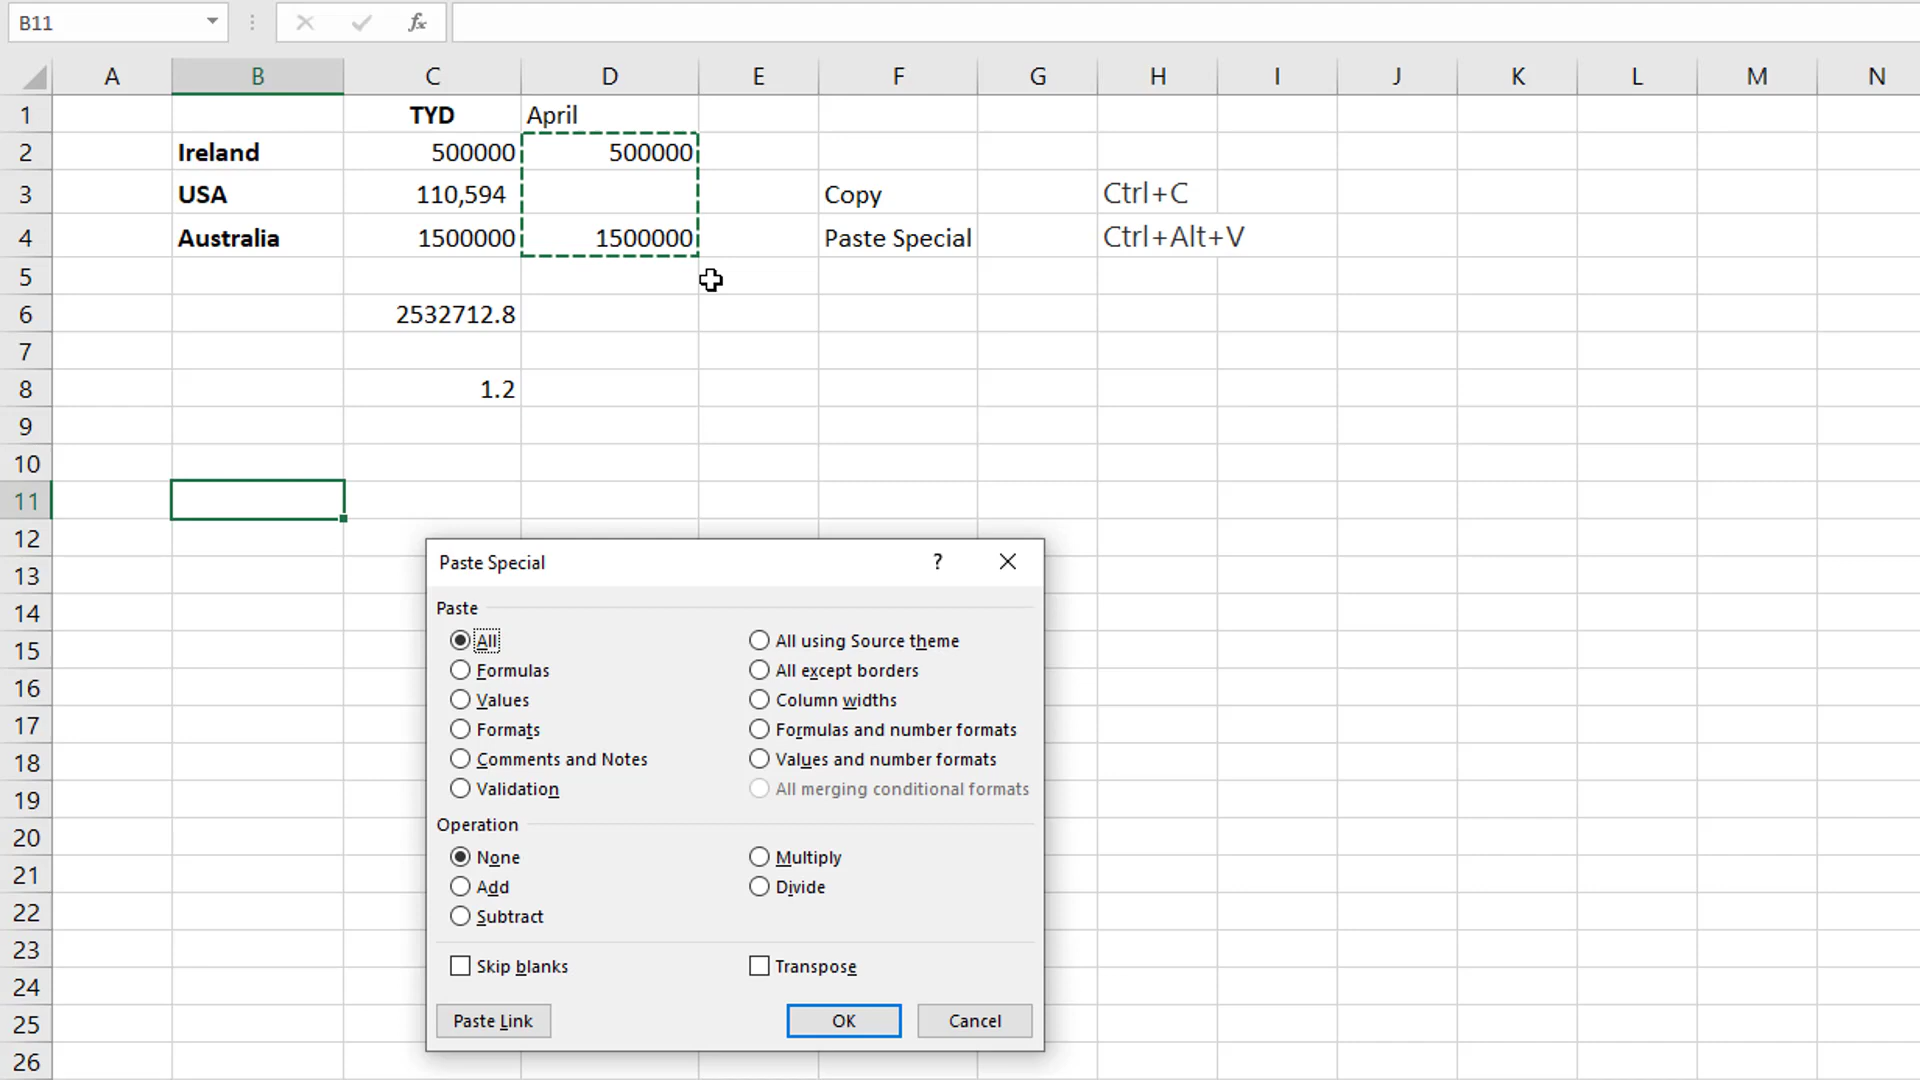 B11
fx
A B C D E F G H I J K L M N
1 TYD April
2 Ireland 500000 500000
3 USA 110,594 Copy Ctrl+C
4 Australia 1500000 1500000 Paste Special Ctrl+Alt+V
5
6 2532712.8
7
8 1.2
9
10
11
12
13
14
15
16
17
18
19
20
21
22
23
24
25
26
Paste Special ?
Paste
All All using Source theme
Formulas All except borders
Values Column widths
Formats Formulas and number formats
Comments and Notes Values and number formats
Validation All merging conditional formats
Operation
None Multiply
Add Divide
Subtract
Skip blanks Transpose
Paste Link OK Cancel